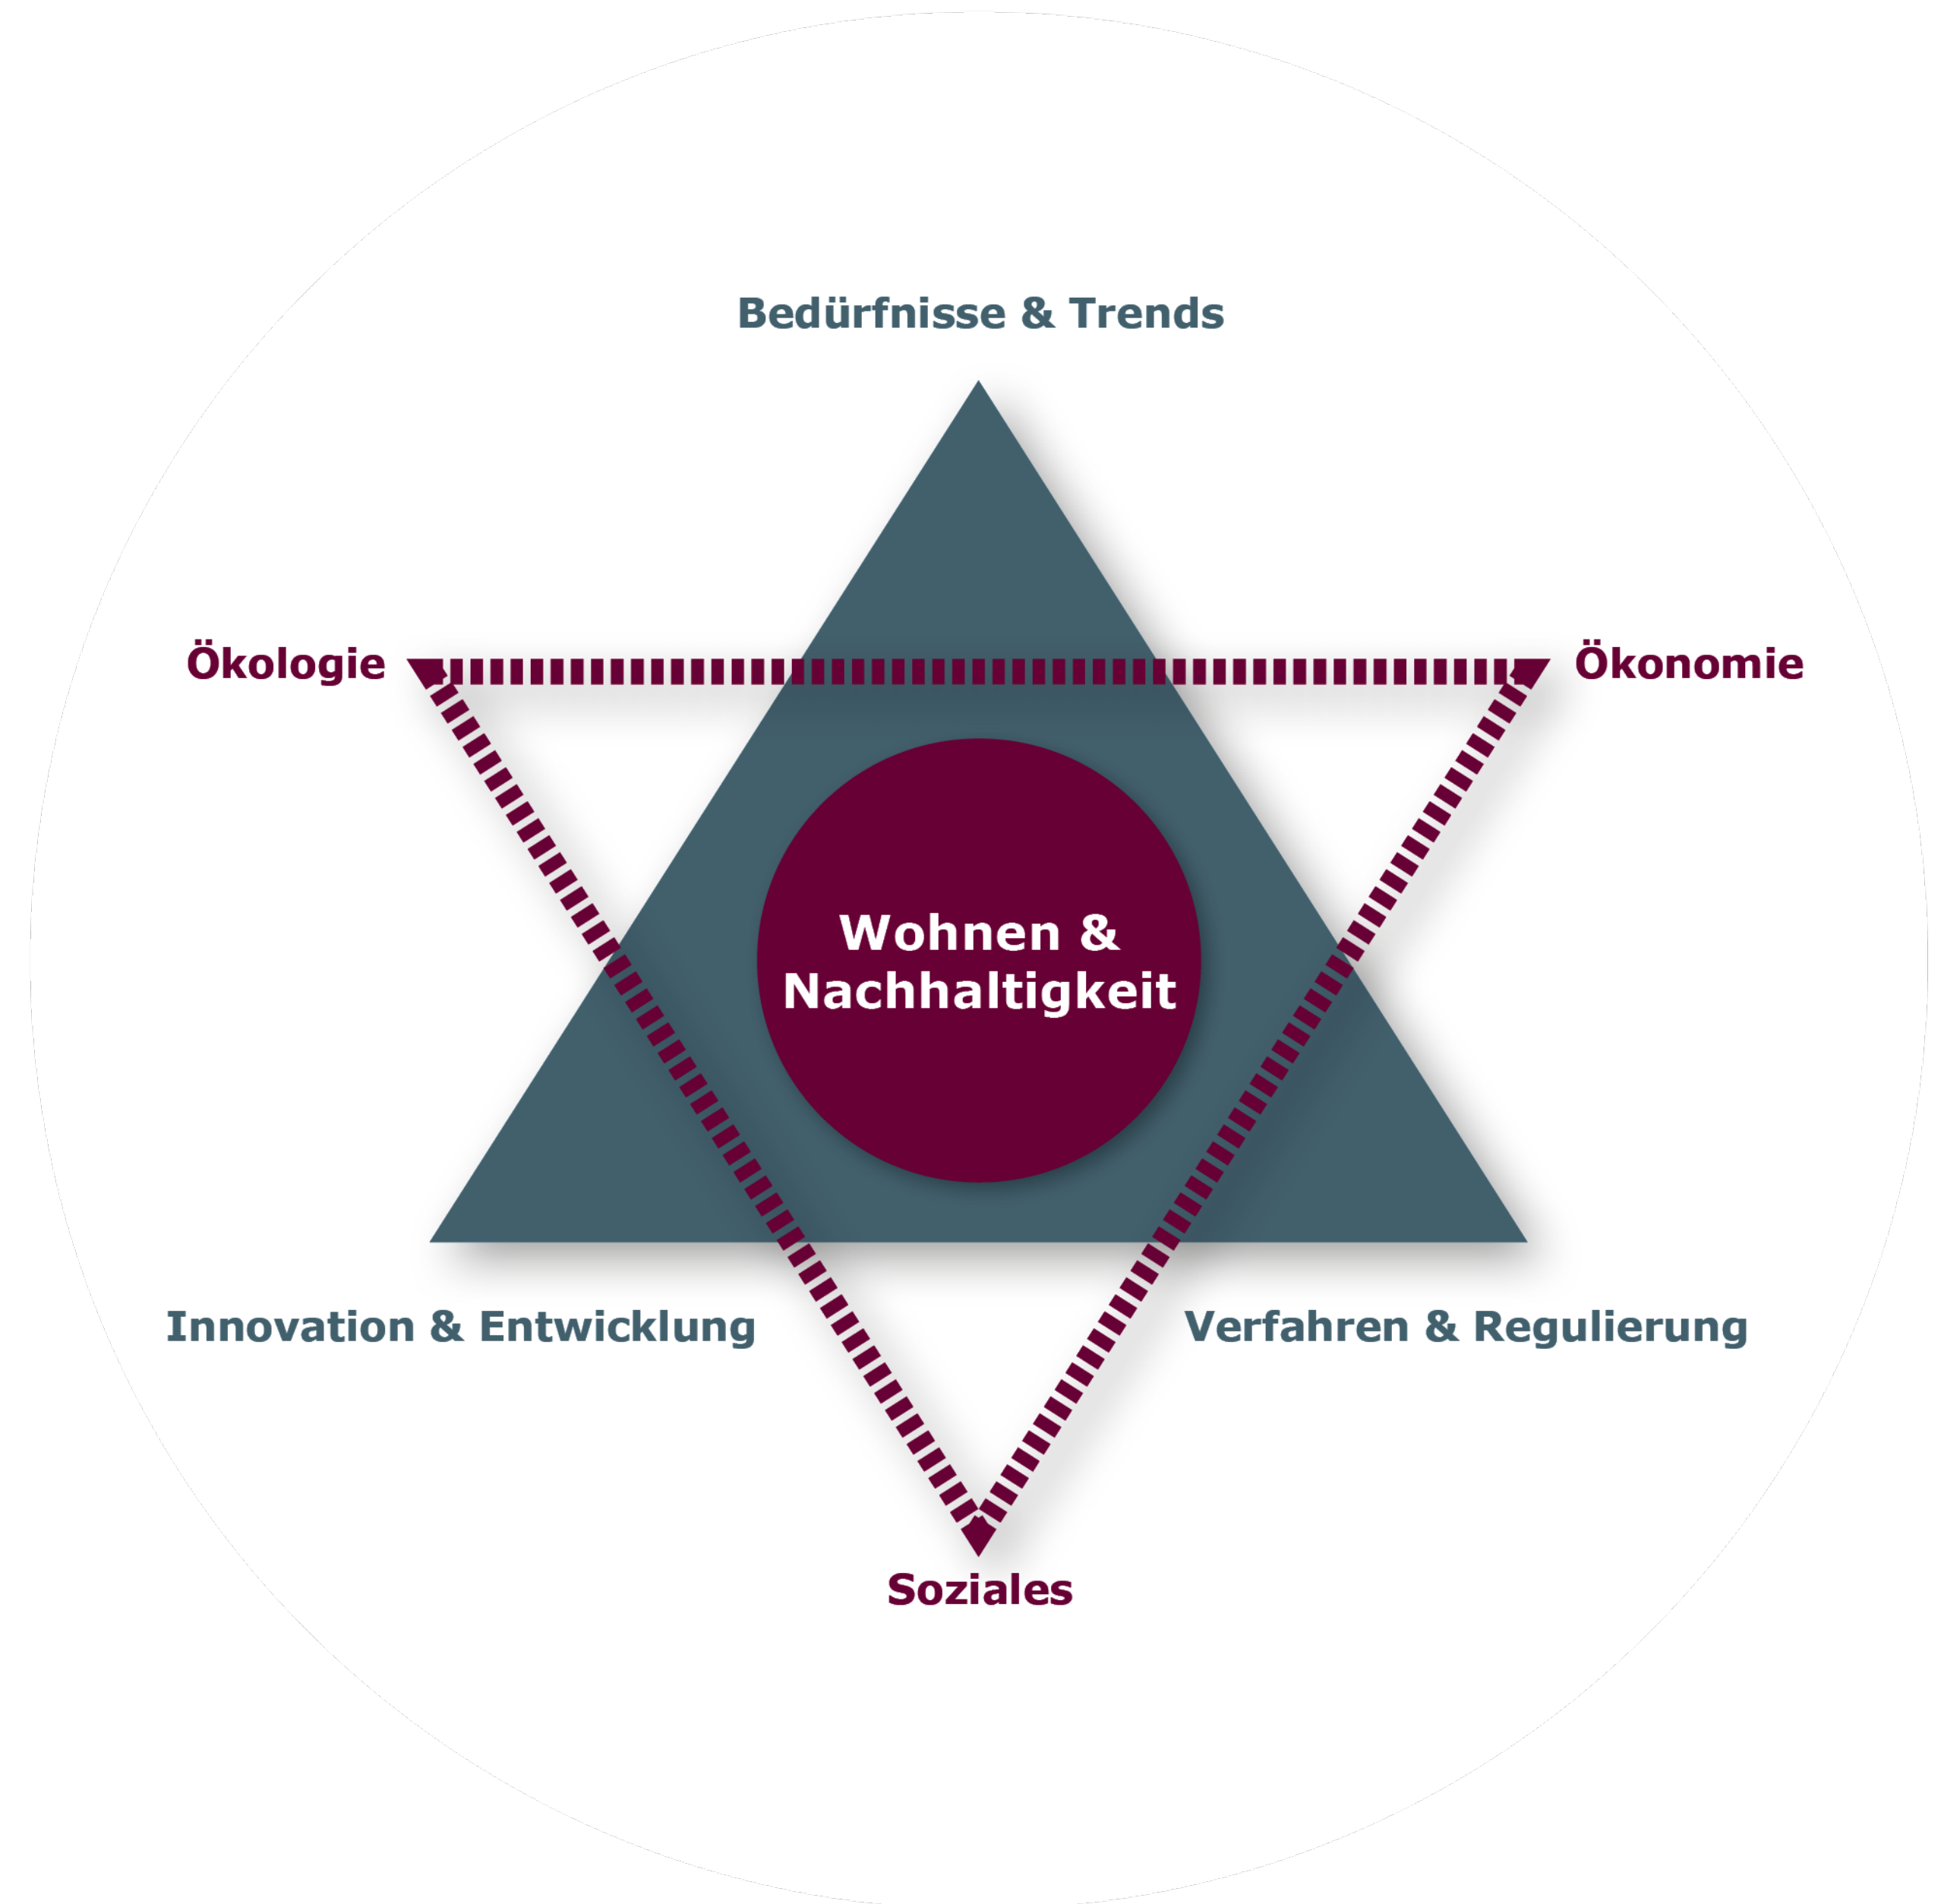 Bedürfnisse & Trends
Ökologie
Ökonomie
Wohnen &
Nachhaltigkeit
Innovation & Entwicklung
Verfahren & Regulierung
Soziales